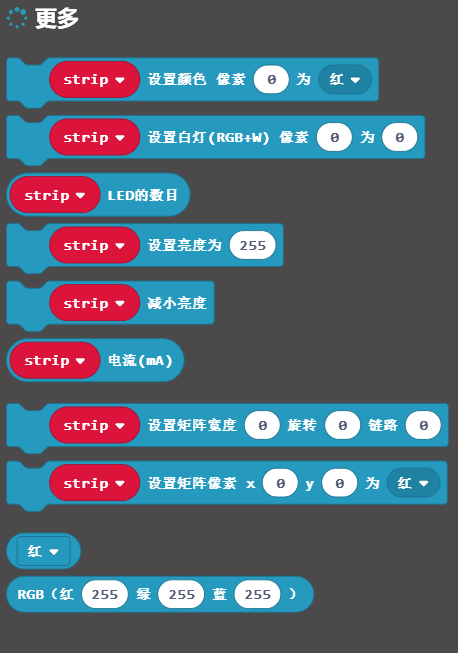 更多
strip 设置颜色 像素 0 为 红
strip 设置白灯(RGB+W) 像素 0 为 0
strip LED的数目
strip 设置亮度为 255
strip 减小亮度
strip 电流(mA)
strip 设置矩阵宽度 0 旋转 0 链路 0
strip 设置矩阵像素 x 0 y 0 为 红
红
RGB（红 255 绿 255 蓝 255 ）